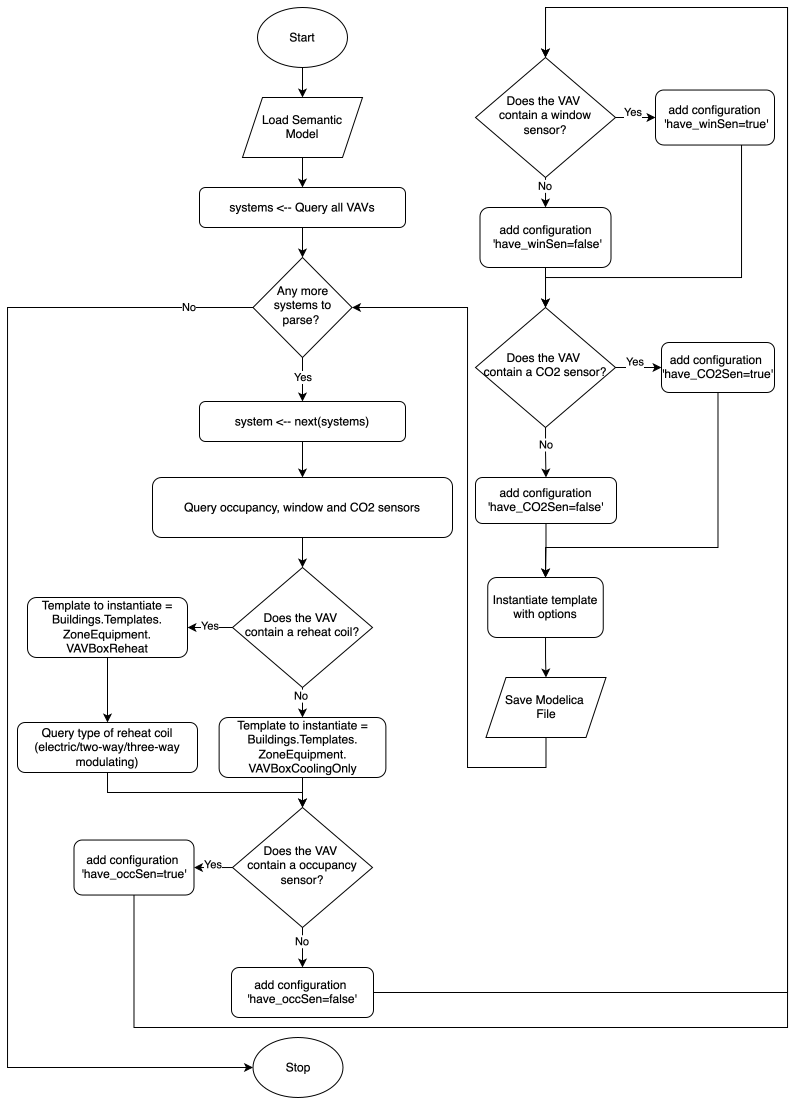 Start
Load Semantic
Model
systems <-- Query all VAVs
Any more
systems to
parse?
No
Yes
system <-- next(systems)
Query occupancy, window and CO2 sensors
Does the VAV
contain a reheat coil?
Yes
Template to instantiate =
Buildings.Templates.
ZoneEquipment.
VAVBoxReheat
Query type of reheat coil
(electric/two-way/three-way
modulating)
No
Template to instantiate =
Buildings.Templates.
ZoneEquipment.
VAVBoxCoolingOnly
Does the VAV
contain a occupancy
sensor?
Yes
add configuration
'have_occSen=true'
No
add configuration
'have_occSen=false'
Stop
Does the VAV
contain a window
sensor?
Yes
add configuration
'have_winSen=true'
No
add configuration
'have_winSen=false'
Does the VAV
contain a CO2 sensor?
Yes
add configuration
'have_CO2Sen=true'
No
add configuration
'have_CO2Sen=false'
Instantiate template
with options
Save Modelica
File